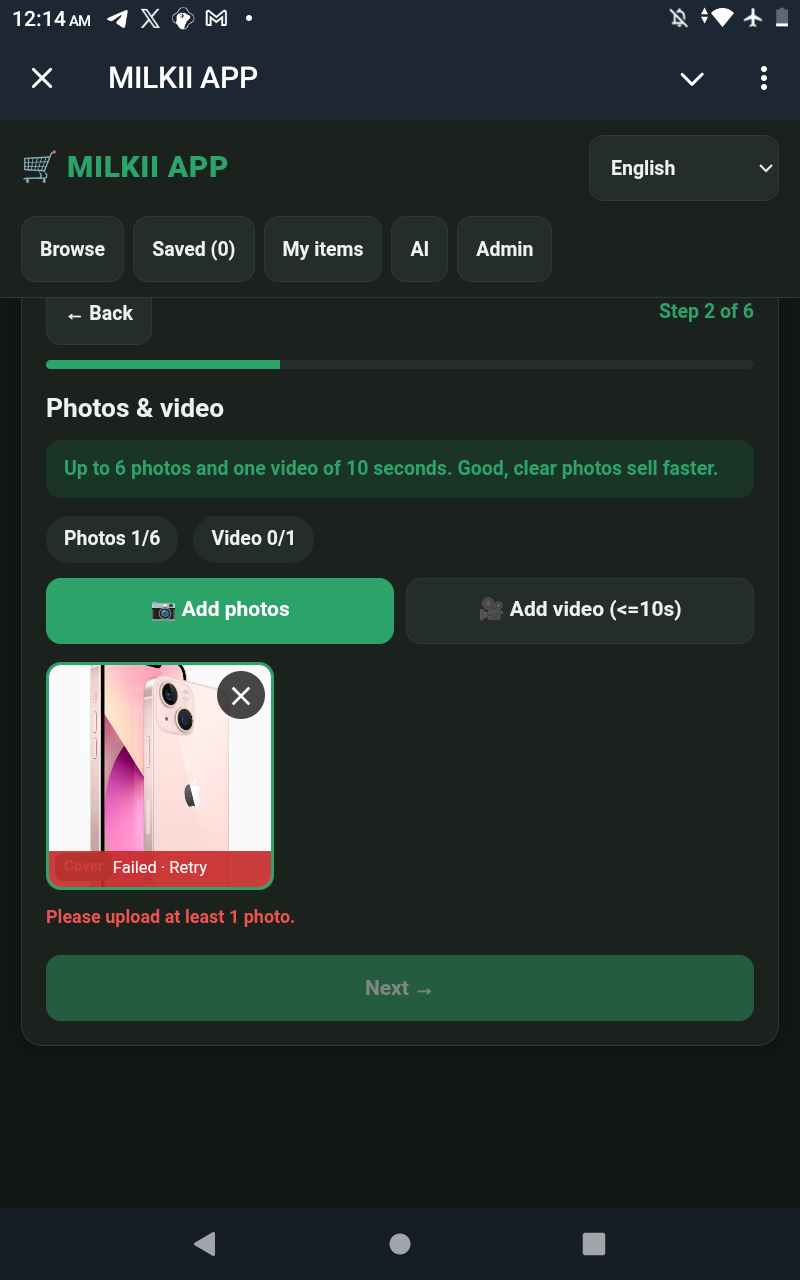 12:14 AM
MILKII APP
🛒 MILKII APP
English
Browse
Saved (0)
My items
AI
Admin
← Back
Step 2 of 6
Photos & video
Up to 6 photos and one video of 10 seconds. Good, clear photos sell faster.
Photos 1/6
Video 0/1
📷 Add photos
🎥 Add video (<=10s)
Cover
Failed · Retry
Please upload at least 1 photo.
Next →